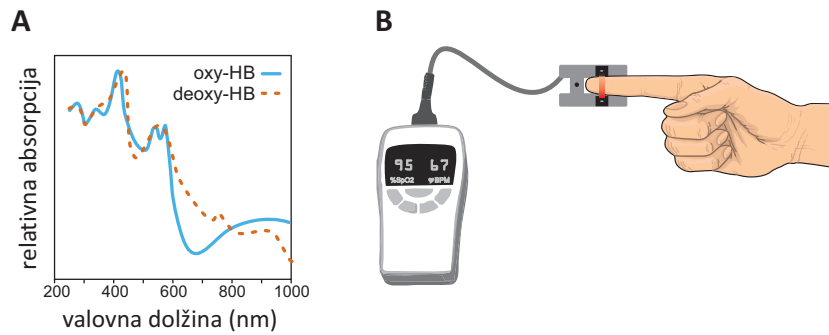 A
relativna absorpcija
oxy-HB
deoxy-HB
200 400 600 800 1000
valovna dolžina (nm)
B
95 67
%SpO2 ♥BPM